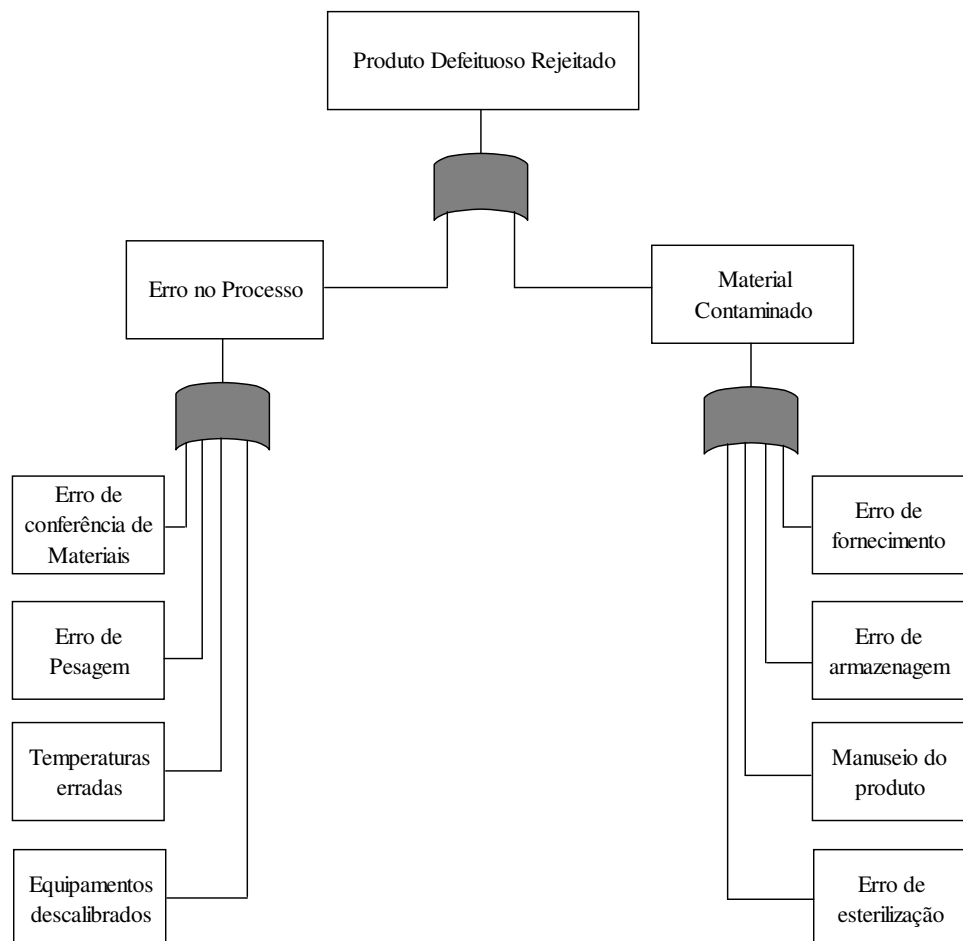 Produto Defeituoso Rejeitado
Erro no Processo
Material
Contaminado
Erro de
conferência de
Materiais
Erro de
Pesagem
Temperaturas
erradas
Equipamentos
descalibrados
Erro de
fornecimento
Erro de
armazenagem
Manuseio do
produto
Erro de
esterilização